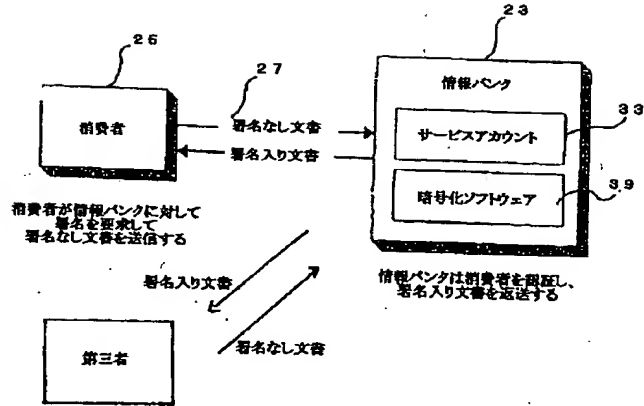 26
27
23
消費者
署名なし文書
署名入り文書
情報バンク
サービスアカウント
33
暗号化ソフトウェア
39
消費者が情報バンクに対して
署名を要求して
署名なし文書を送信する
情報バンクは消費者を認証し、
署名入り文書を返送する
署名入り文書
署名なし文書
第三者